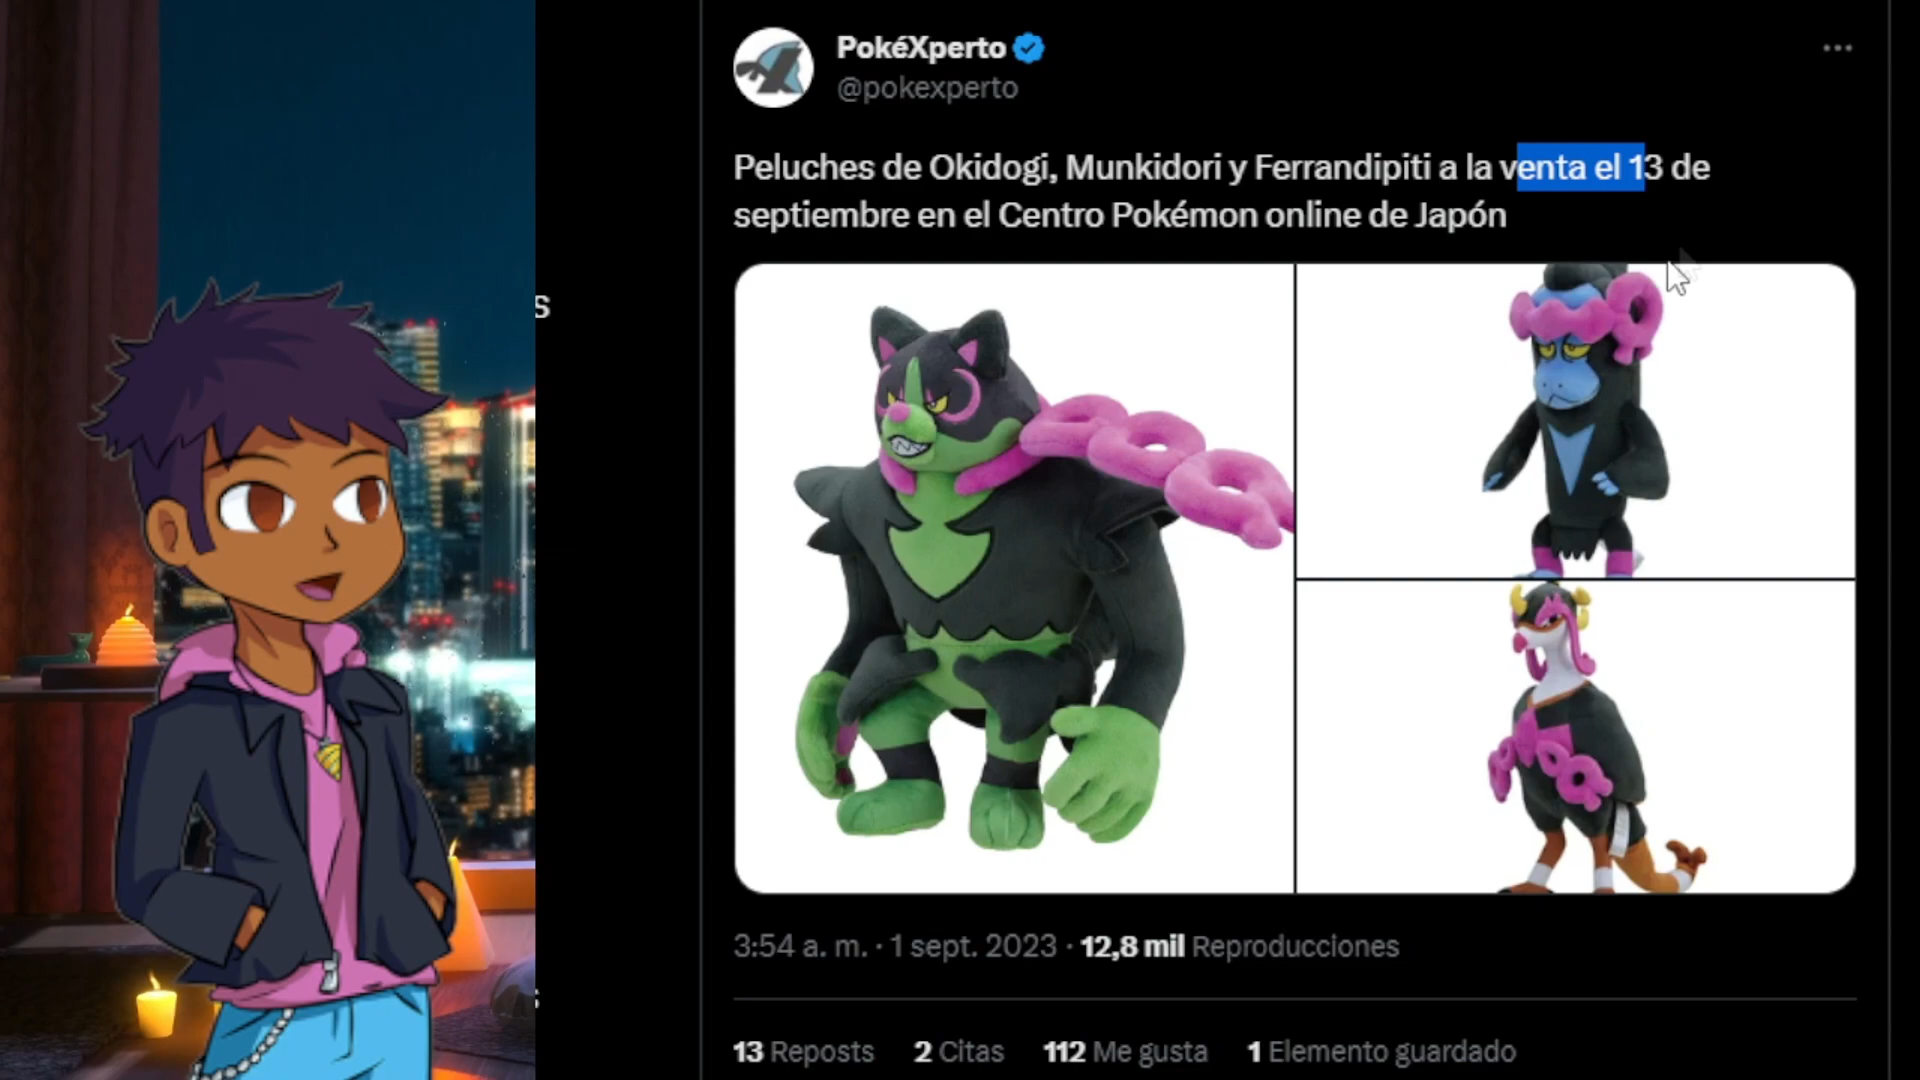 PokéXperto
@pokexperto
Peluches de Okidogi, Munkidori y Ferrandipiti a la venta el 13 de
septiembre en el Centro Pokémon online de Japón
s
3:54 a. m. · 1 sept. 2023 · 12,8 mil Reproducciones
13 Reposts 2 Citas 112 Me gusta 1 Elemento guardado